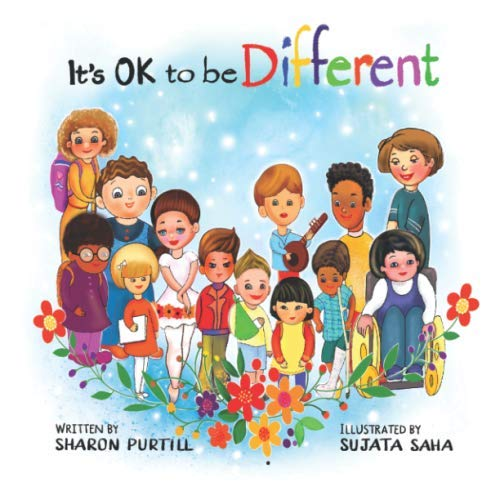 It's OK to be Different
WRITTEN BY
SHARON PURTILL
ILLUSTRATED BY
SUJATA SAHA